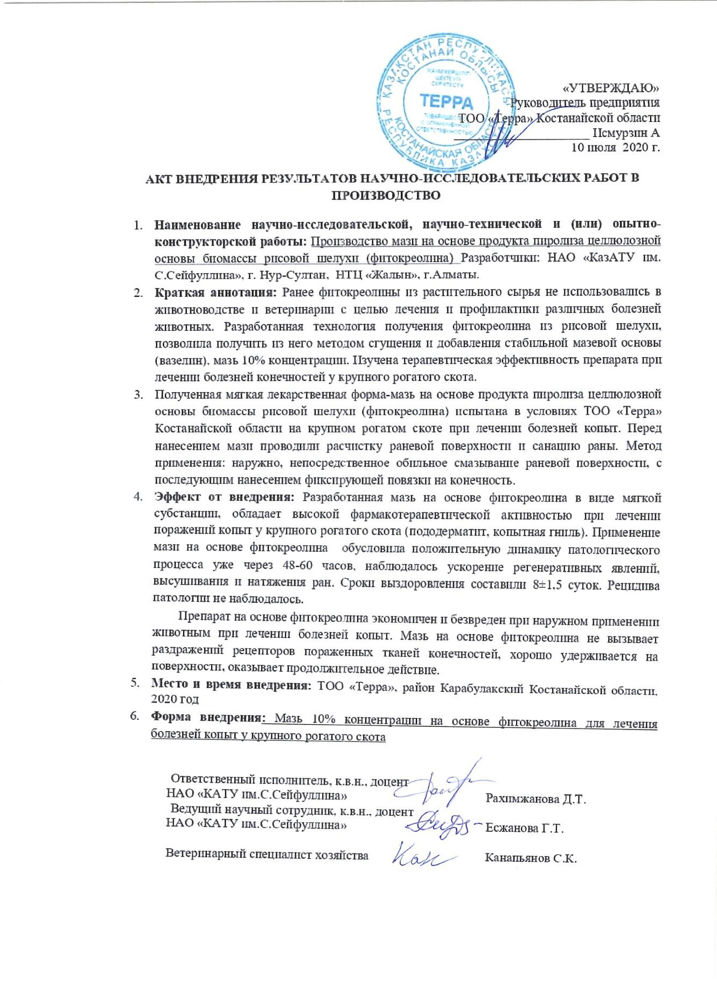 ҚАЗАҚСТАН РЕСПУБЛИКАСЫ
КОСТАНАЙ ОБЛЫСЫ
ЖАУАПКЕРШІЛІГІ
ШЕКТЕУЛІ
СЕРІКТЕСТІК
ТЕРРА
ТОВАРИЩЕСТВО
С ОГРАНИЧЕННОЙ
ОТВЕТСТВЕННОСТЬЮ
КОСТАНАЙСКАЯ ОБЛАСТЬ
РЕСПУБЛИКА КАЗАХСТАН
«УТВЕРЖДАЮ»
Руководитель предприятия
ТОО «Терра» Костанайской области
Исмурзин А
10 июля 2020 г.
АКТ ВНЕДРЕНИЯ РЕЗУЛЬТАТОВ НАУЧНО-ИССЛЕДОВАТЕЛЬСКИХ РАБОТ В
ПРОИЗВОДСТВО
1. Наименование научно-исследовательской, научно-технической и (или) опытно-
конструкторской работы: Производство мази на основе продукта пиролиза целлюлозной
основы биомассы рисовой шелухи (фитокреолина) Разработчики: НАО «КазАТУ им.
С.Сейфуллина», г. Нур-Султан, НТЦ «Жалын», г.Алматы.
2. Краткая аннотация: Ранее фитокреолины из растительного сырья не использовались в
животноводстве и ветеринарии с целью лечения и профилактики различных болезней
животных. Разработанная технология получения фитокреолина из рисовой шелухи,
позволила получить из него методом сгущения и добавления стабильной мазевой основы
(вазелин), мазь 10% концентрации. Изучена терапевтическая эффективность препарата при
лечении болезней конечностей у крупного рогатого скота.
3. Полученная мягкая лекарственная форма-мазь на основе продукта пиролиза целлюлозной
основы биомассы рисовой шелухи (фитокреолина) испытана в условиях ТОО «Терра»
Костанайской области на крупном рогатом скоте при лечении болезней копыт. Перед
нанесением мази проводили расчистку раневой поверхности и санацию раны. Метод
применения: наружно, непосредственное обильное смазывание раневой поверхности, с
последующим нанесением фиксирующей повязки на конечность.
4. Эффект от внедрения: Разработанная мазь на основе фитокреолина в виде мягкой
субстанции, обладает высокой фармакотерапевтической активностью при лечении
поражений копыт у крупного рогатого скота (пододерматит, копытная гниль). Применение
мази на основе фитокреолина обусловила положительную динамику патологического
процесса уже через 48-60 часов, наблюдалось ускорение регенеративных явлений,
высушивания и натяжения ран. Сроки выздоровления составили 8±1,5 суток. Рецидива
патологии не наблюдалось.
Препарат на основе фитокреолина экономичен и безвреден при наружном применении
животным при лечении болезней копыт. Мазь на основе фитокреолина не вызывает
раздражений рецепторов пораженных тканей конечностей, хорошо удерживается на
поверхности, оказывает продолжительное действие.
5. Место и время внедрения: ТОО «Терра», район Карабулакский Костанайской области,
2020 год
6. Форма внедрения: Мазь 10% концентрации на основе фитокреолина для лечения
болезней копыт у крупного рогатого скота
Ответственный исполнитель, к.в.н., доцент
НАО «КАТУ им.С.Сейфуллина» Рахимжанова Д.Т.
Ведущий научный сотрудник, к.в.н., доцент
НАО «КАТУ им.С.Сейфуллина» Есжанова Г.Т.
Ветеринарный специалист хозяйства Канапьянов С.К.